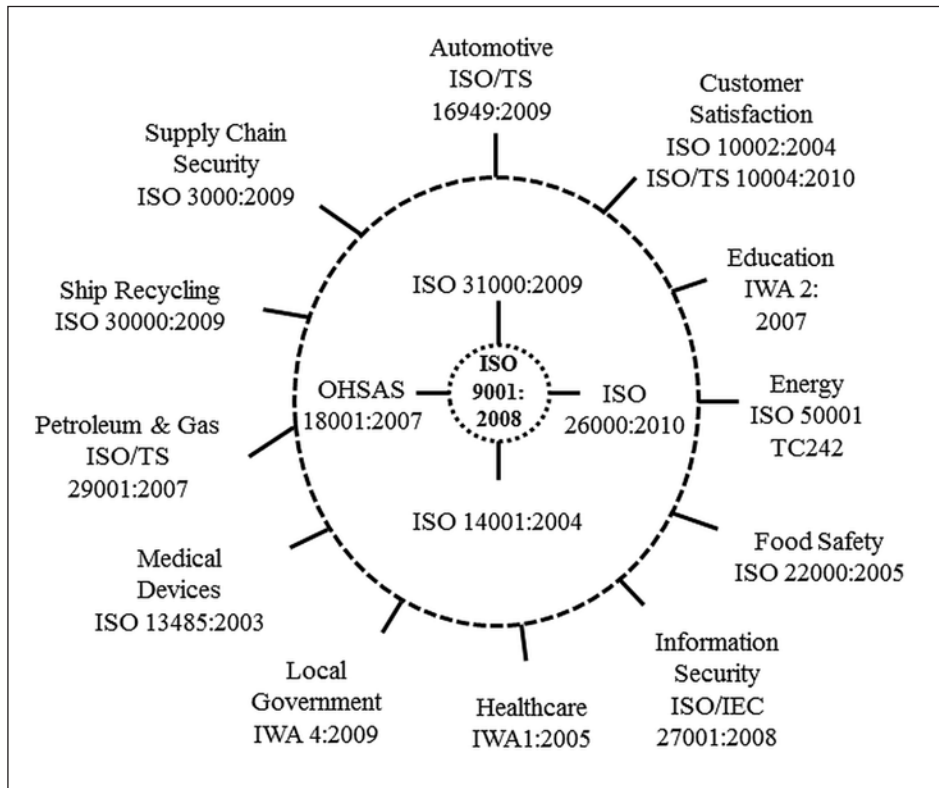 Automotive
ISO/TS
16949:2009
Customer
Satisfaction
ISO 10002:2004
ISO/TS 10004:2010
Education
IWA 2:
2007
Energy
ISO 50001
TC242
Food Safety
ISO 22000:2005
Information
Security
ISO/IEC
27001:2008
Healthcare
IWA1:2005
Local
Government
IWA 4:2009
Medical
Devices
ISO 13485:2003
Petroleum & Gas
ISO/TS
29001:2007
Ship Recycling
ISO 30000:2009
Supply Chain
Security
ISO 3000:2009
ISO 31000:2009
OHSAS
18001:2007
ISO
9001:
2008
ISO
26000:2010
ISO 14001:2004